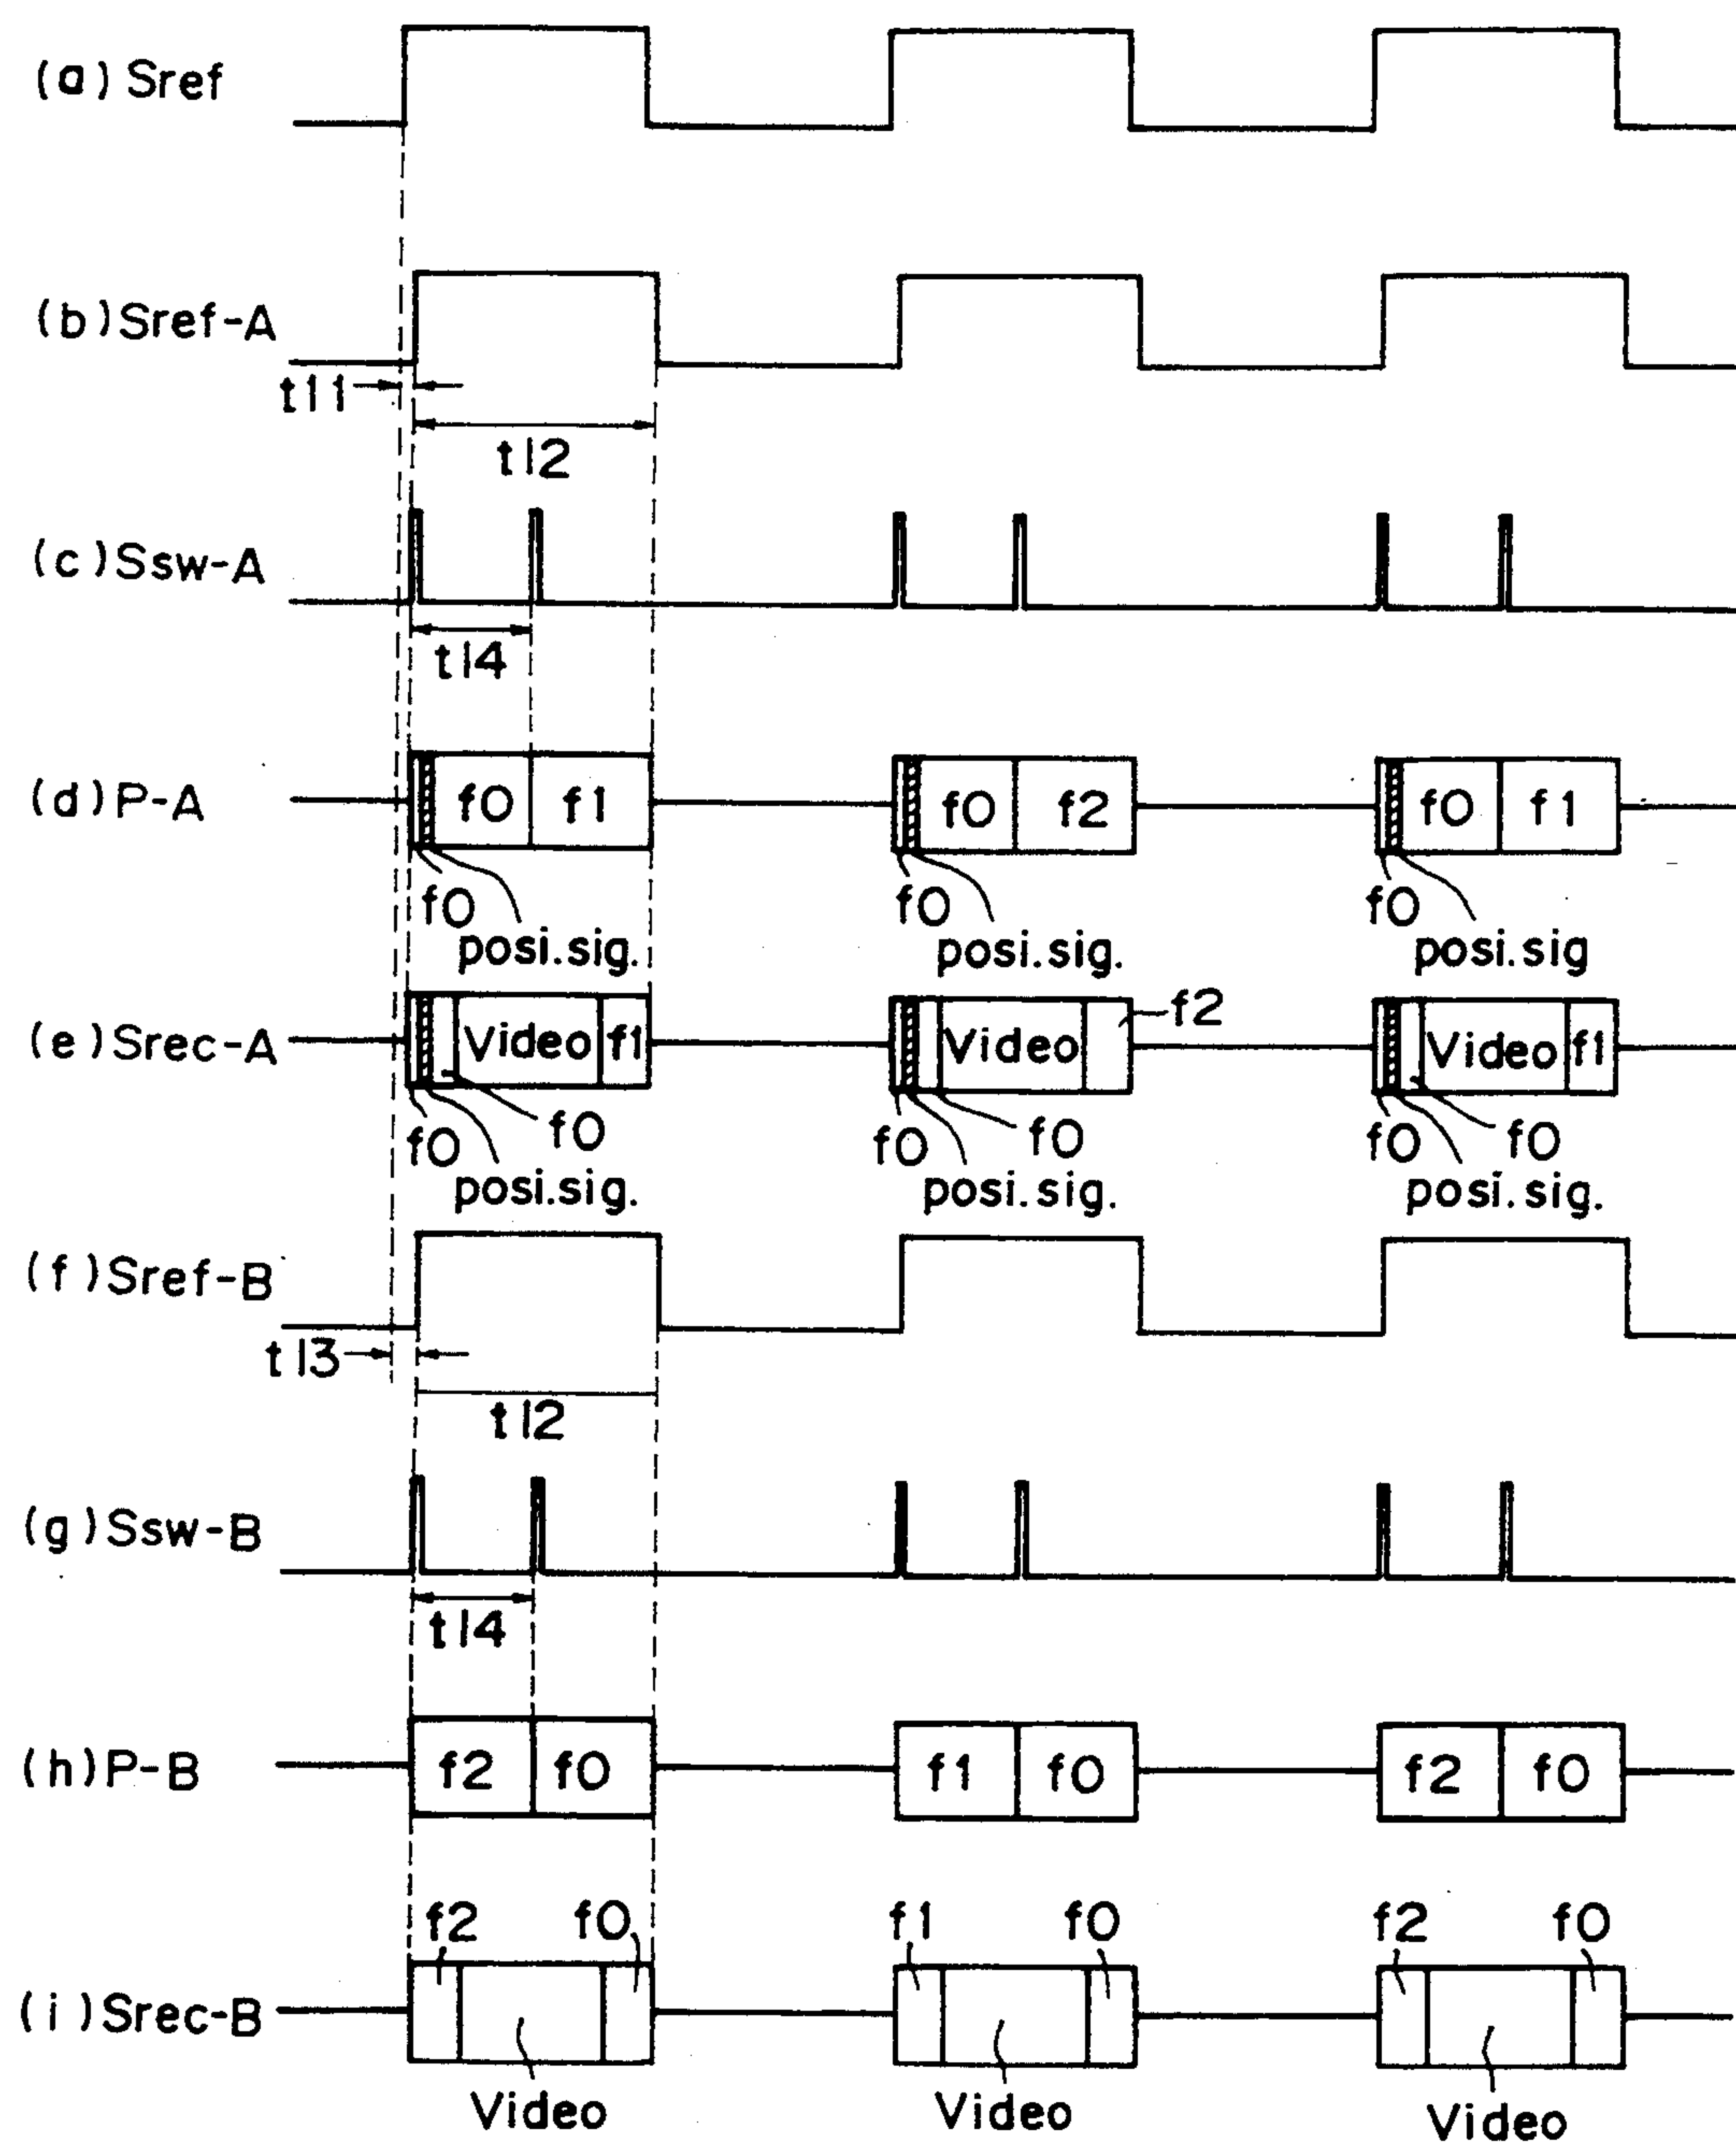 (a) Sref
(b) Sref-A
t11
t12
(c) Ssw-A
t14
(d) P-A
f0 f1
f0 f2
f0 f1
f0
f0
f0
posi.sig.
posi.sig.
posi.sig
(e) Srec-A
Video f1
Video
f2
Video f1
f0 f0
f0 f0
f0 f0
posi.sig.
posi.sig.
posi.sig.
(f) Sref-B
t13
t12
(g) Ssw-B
t14
(h) P-B
f2 f0
f1 f0
f2 f0
f2 f0
f1 f0
f2 f0
(i) Srec-B
Video
Video
Video